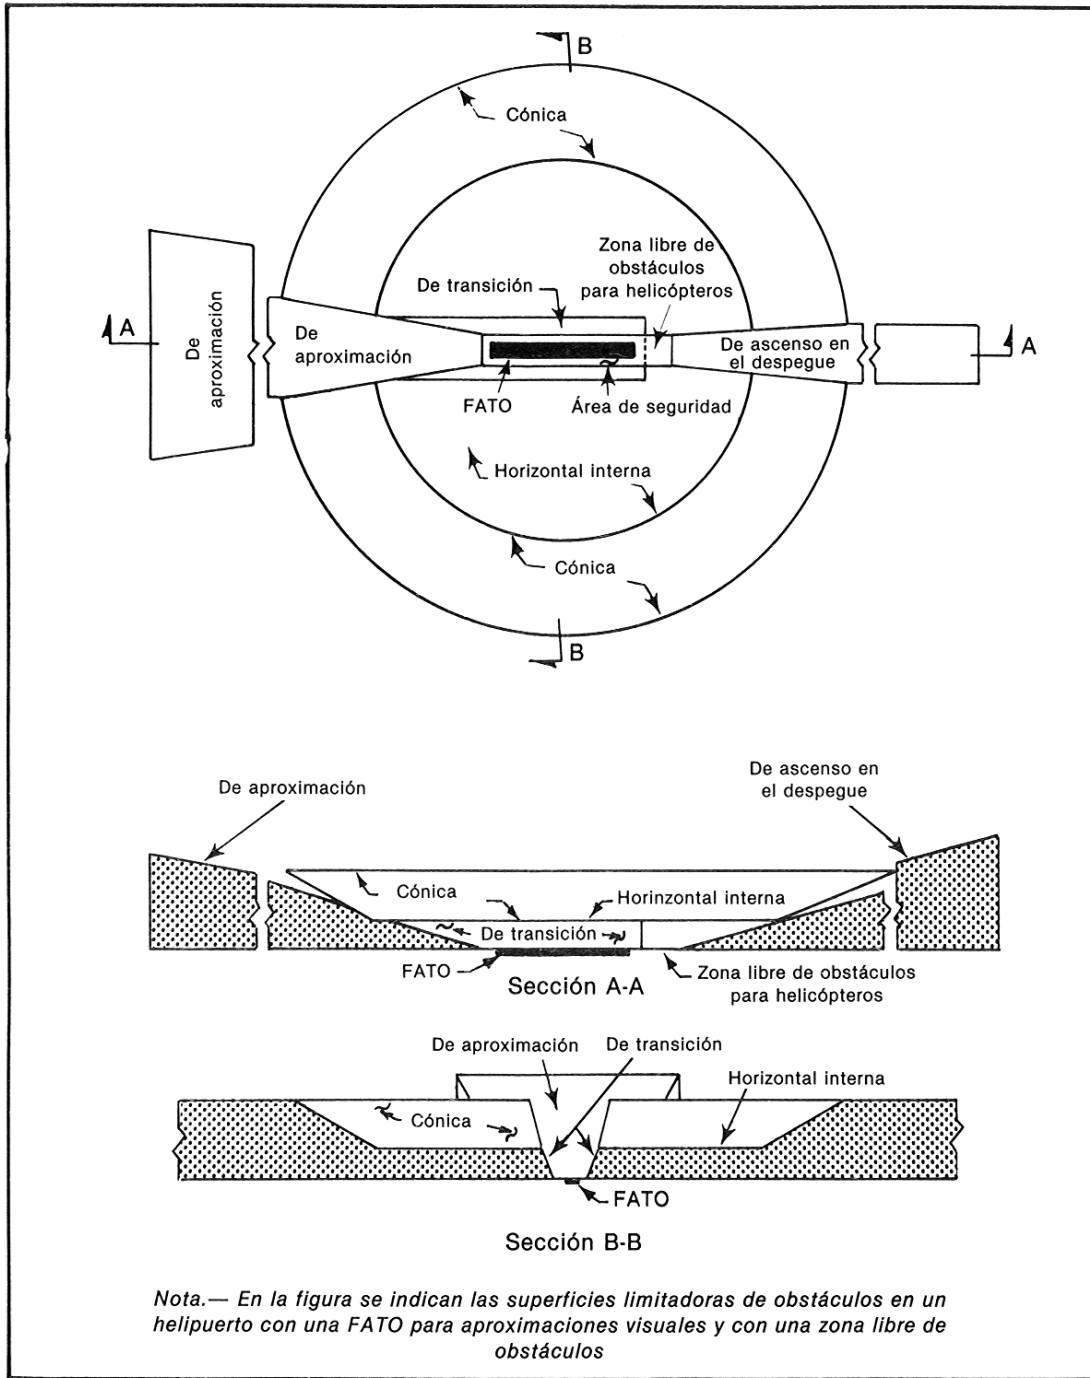 B
Cónica
Zona libre de
obstáculos
para helicópteros
De transición
A
De
aproximación
De
aproximación
De ascenso en
el despegue
A
FATO
Área de seguridad
Horizontal interna
Cónica
B
De ascenso en
el despegue
De aproximación
Cónica
Horinzontal interna
De transición
FATO
Sección A-A
Zona libre de obstáculos
para helicópteros
De aproximación
De transición
Horizontal interna
Cónica
FATO
Sección B-B
Nota.— En la figura se indican las superficies limitadoras de obstáculos en un
helipuerto con una FATO para aproximaciones visuales y con una zona libre de
obstáculos